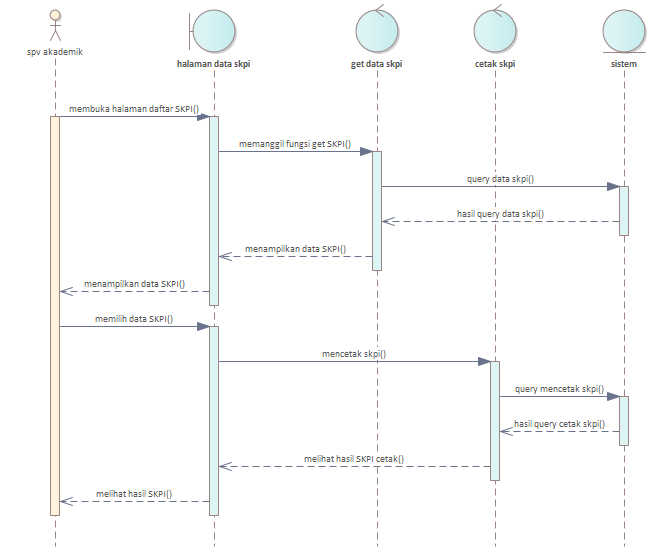 spv akademik
halaman data skpi
get data skpi
cetak skpi
sistem
membuka halaman daftar SKPI()
memanggil fungsi get SKPI()
query data skpi()
hasil query data skpi()
menampilkan data SKPI()
menampilkan data SKPI()
memilih data SKPI()
mencetak skpi()
query mencetak skpi()
hasil query cetak skpi()
melihat hasil SKPI cetak()
melihat hasil SKPI()